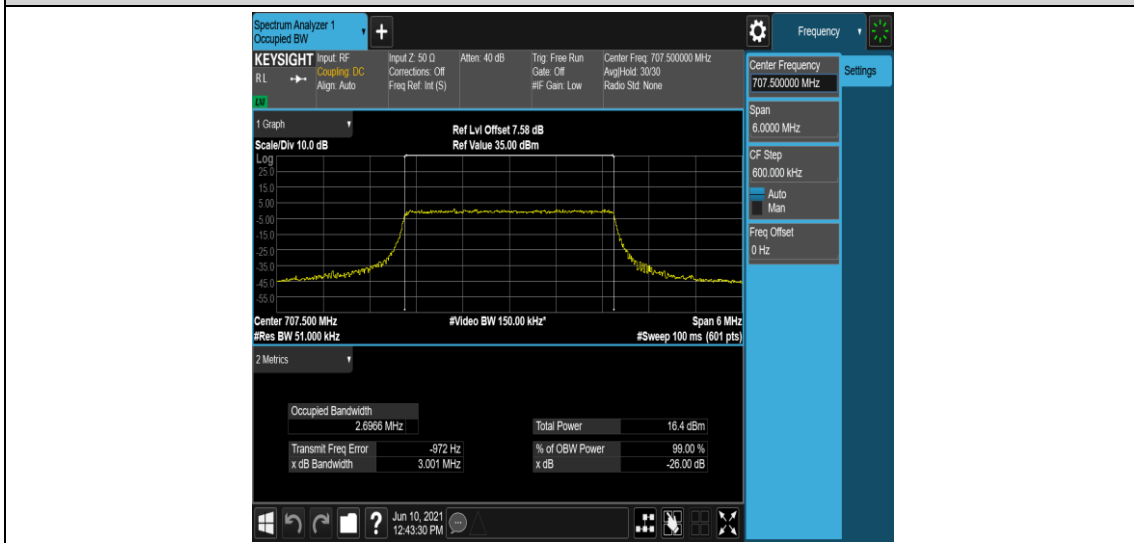 Spectrum Analyzer 1
Occupied BW
+
Frequency
KEYSIGHT
RL
LXI
Input: RF
Coupling: DC
Align: Auto
Input Z: 50 Ω
Corrections: Off
Freq Ref: Int (S)
Atten: 40 dB
Trig: Free Run
Gate: Off
#IF Gain: Low
Center Freq: 707.500000 MHz
Avg|Hold: 30/30
Radio Std: None
Center Frequency
707.500000 MHz
Settings
Span
6.0000 MHz
CF Step
600.000 kHz
Auto
Man
Freq Offset
0 Hz
1 Graph
Ref Lvl Offset 7.58 dB
Scale/Div 10.0 dB
Ref Value 35.00 dBm
Log
25.0
15.0
5.00
-5.00
-15.0
-25.0
-35.0
-45.0
-55.0
Center 707.500 MHz
#Video BW 150.00 kHz*
Span 6 MHz
#Res BW 51.000 kHz
#Sweep 100 ms (601 pts)
2 Metrics
Occupied Bandwidth
2.6966 MHz
Total Power 16.4 dBm
Transmit Freq Error -972 Hz
% of OBW Power 99.00 %
x dB Bandwidth 3.001 MHz
x dB -26.00 dB
?
Jun 10, 2021
12:43:30 PM